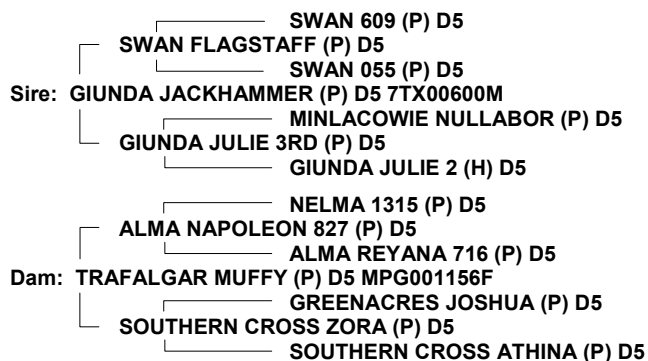 SWAN 609 (P) D5
SWAN FLAGSTAFF (P) D5
SWAN 055 (P) D5
Sire: GIUNDA JACKHAMMER (P) D5 7TX00600M
MINLACOWIE NULLABOR (P) D5
GIUNDA JULIE 3RD (P) D5
GIUNDA JULIE 2 (H) D5
NELMA 1315 (P) D5
ALMA NAPOLEON 827 (P) D5
ALMA REYANA 716 (P) D5
Dam: TRAFALGAR MUFFY (P) D5 MPG001156F
GREENACRES JOSHUA (P) D5
SOUTHERN CROSS ZORA (P) D5
SOUTHERN CROSS ATHINA (P) D5